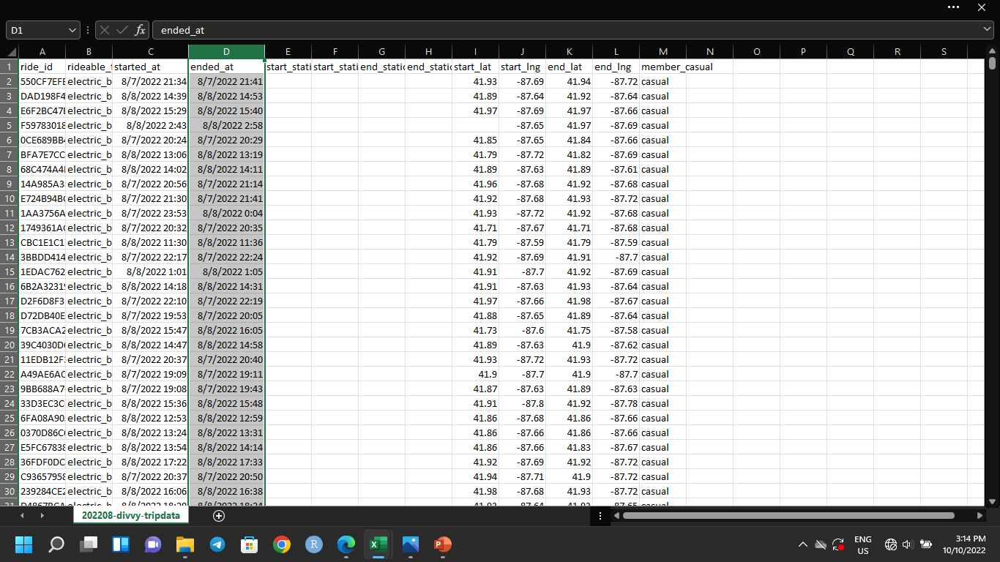 D1 fx ended_at
A B C D E F G H I J K L M N O P Q R S
1 ride_id rideable_t started_at ended_at start_stati start_stati end_static end_static start_lat start_lng end_lat end_lng member_casual
2 550CF7EFE electric_b 8/7/2022 21:34 8/7/2022 21:41 41.93 -87.69 41.94 -87.72 casual
3 DAD198F4 electric_b 8/8/2022 14:39 8/8/2022 14:53 41.89 -87.64 41.92 -87.64 casual
4 E6F2BC47 electric_b 8/8/2022 15:29 8/8/2022 15:40 41.97 -87.69 41.97 -87.66 casual
5 F59783018 electric_b 8/8/2022 2:43 8/8/2022 2:58 -87.65 41.97 -87.69 casual
6 0CE689BB electric_b 8/7/2022 20:24 8/7/2022 20:29 41.85 -87.65 41.84 -87.66 casual
7 BFA7E7CC electric_b 8/8/2022 13:06 8/8/2022 13:19 41.79 -87.72 41.82 -87.69 casual
8 68C474A4 electric_b 8/8/2022 14:02 8/8/2022 14:11 41.89 -87.63 41.89 -87.61 casual
9 14A985A3 electric_b 8/7/2022 20:56 8/7/2022 21:14 41.96 -87.68 41.92 -87.68 casual
10 E724B94B electric_b 8/7/2022 21:30 8/7/2022 21:41 41.92 -87.68 41.93 -87.72 casual
11 1AA3756A electric_b 8/7/2022 23:53 8/8/2022 0:04 41.93 -87.72 41.92 -87.68 casual
12 1749361A electric_b 8/7/2022 20:32 8/7/2022 20:35 41.71 -87.67 41.71 -87.68 casual
13 CBC1E1C1 electric_b 8/8/2022 11:30 8/8/2022 11:36 41.79 -87.59 41.79 -87.59 casual
14 3BBDD414 electric_b 8/7/2022 22:17 8/7/2022 22:24 41.92 -87.69 41.91 -87.7 casual
15 1EDAC762 electric_b 8/8/2022 1:01 8/8/2022 1:05 41.91 -87.7 41.92 -87.69 casual
16 6B2A3231 electric_b 8/8/2022 14:18 8/8/2022 14:31 41.91 -87.63 41.93 -87.64 casual
17 D2F6D8F3 electric_b 8/7/2022 22:10 8/7/2022 22:19 41.97 -87.66 41.98 -87.67 casual
18 D72DB40E electric_b 8/7/2022 19:53 8/7/2022 20:05 41.88 -87.65 41.89 -87.64 casual
19 7CB3ACA2 electric_b 8/8/2022 15:47 8/8/2022 16:05 41.73 -87.6 41.75 -87.58 casual
20 39C4030D electric_b 8/8/2022 14:47 8/8/2022 14:58 41.89 -87.63 41.9 -87.62 casual
21 11EDB12F electric_b 8/7/2022 20:37 8/7/2022 20:40 41.93 -87.72 41.93 -87.72 casual
22 A49AE6AC electric_b 8/7/2022 19:09 8/7/2022 19:11 41.9 -87.7 41.9 -87.7 casual
23 9BB688A7 electric_b 8/7/2022 19:08 8/7/2022 19:43 41.87 -87.63 41.89 -87.63 casual
24 33D3EC3C electric_b 8/8/2022 15:36 8/8/2022 15:48 41.91 -87.8 41.92 -87.78 casual
25 6FA08A90 electric_b 8/8/2022 12:53 8/8/2022 12:59 41.86 -87.68 41.86 -87.66 casual
26 0370D86C electric_b 8/8/2022 13:24 8/8/2022 13:31 41.86 -87.66 41.86 -87.66 casual
27 E5FC67838 electric_b 8/8/2022 13:54 8/8/2022 14:14 41.86 -87.66 41.83 -87.67 casual
28 36FDF0DC electric_b 8/8/2022 17:22 8/8/2022 17:33 41.92 -87.69 41.92 -87.72 casual
29 C93657958 electric_b 8/7/2022 20:37 8/7/2022 20:50 41.94 -87.71 41.9 -87.72 casual
30 239284CE2 electric_b 8/8/2022 16:06 8/8/2022 16:38 41.98 -87.68 41.93 -87.72 casual
202208-divvy-tripdata
ENG 3:14 PM
US 10/10/2022